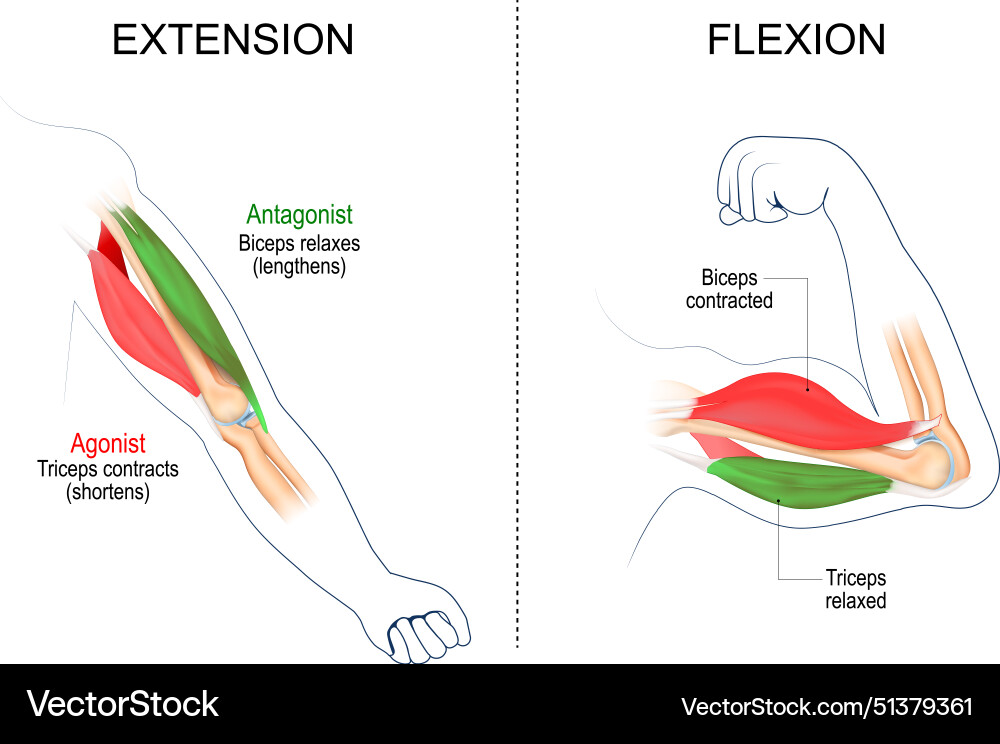 EXTENSION
FLEXION
Antagonist
Biceps relaxes
(lengthens)
Agonist
Triceps contracts
(shortens)
Biceps
contracted
Triceps
relaxed
VectorStock
VectorStock.com/51379361